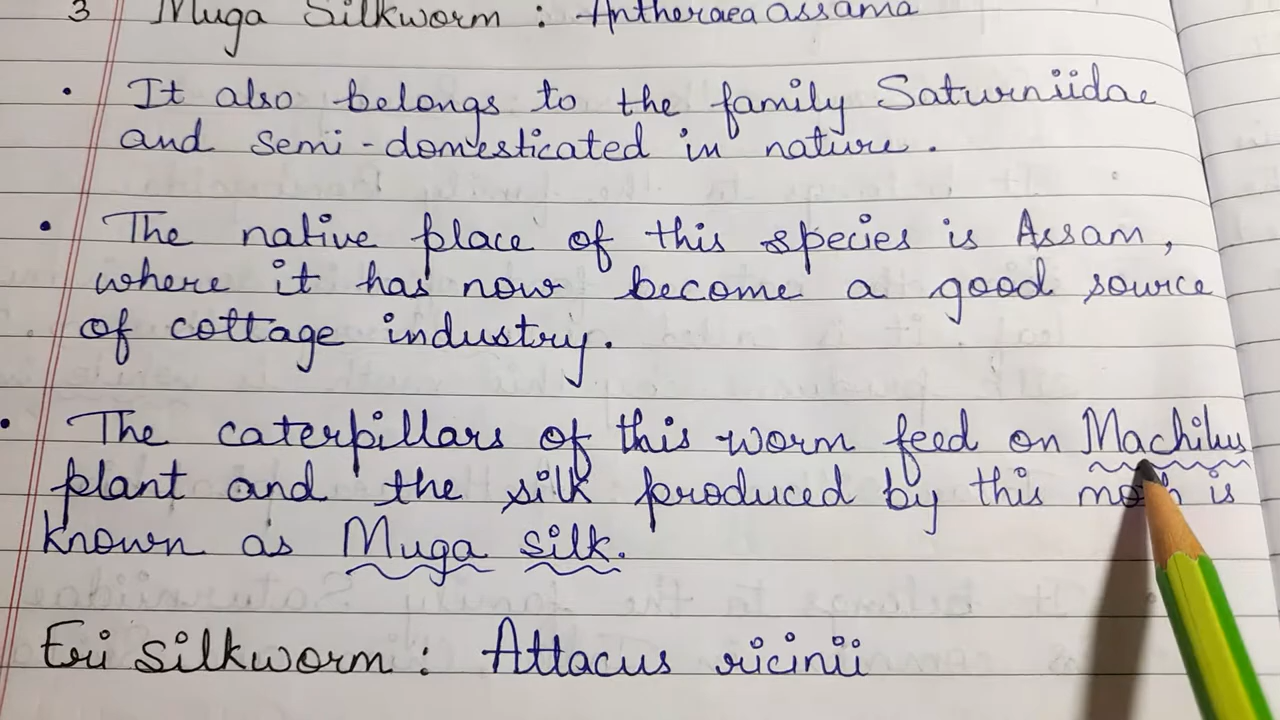 3 Muga Silkworm : Antheraea assama
• It also belongs to the family Saturniidae
and semi-domesticated in nature.
• The native place of this species is Assam,
where it has now become a good source
of cottage industry.
• The caterpillars of this worm feed on Machilus
plant and the silk produced by this moth is
known as Muga silk.
Eri silkworm : Attacus ricinii